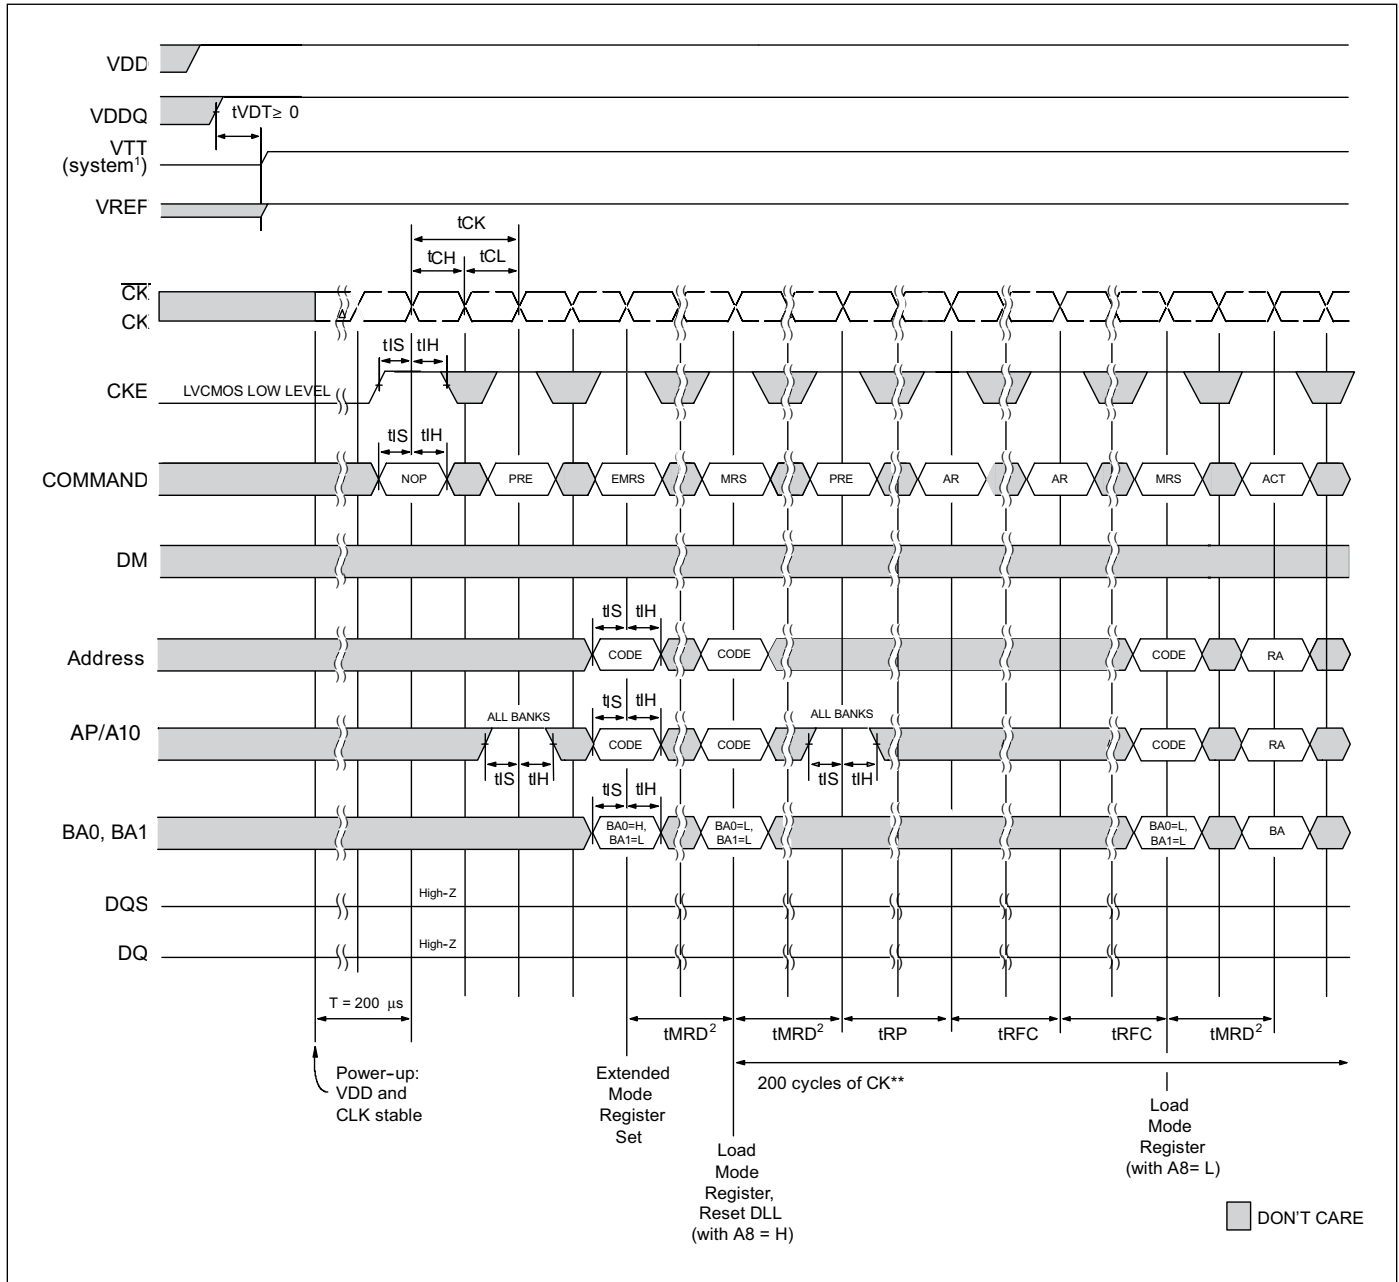 VDD
VDDQ
tVDT≥ 0
VTT
(system¹)
VREF
tCK
tCH
tCL
CK
CK
tIS
tIH
CKE
LVCMOS LOW LEVEL
tIS
tIH
COMMAND
NOP
PRE
EMRS
MRS
PRE
AR
AR
MRS
ACT
DM
tIS
tIH
Address
CODE
CODE
CODE
RA
ALL BANKS
tIS
tIH
ALL BANKS
AP/A10
CODE
CODE
CODE
RA
tIS
tIH
tIS
tIH
tIS
tIH
BA0, BA1
BA0=H,
BA1=L
BA0=L,
BA1=L
BA0=L,
BA1=L
BA
DQS
High-Z
DQ
High-Z
T = 200 µs
tMRD²
tMRD²
tRP
tRFC
tRFC
tMRD²
200 cycles of CK**
Power-up:
VDD and
CLK stable
Extended
Mode
Register
Set
Load
Mode
Register,
Reset DLL
(with A8 = H)
Load
Mode
Register
(with A8= L)
DON'T CARE